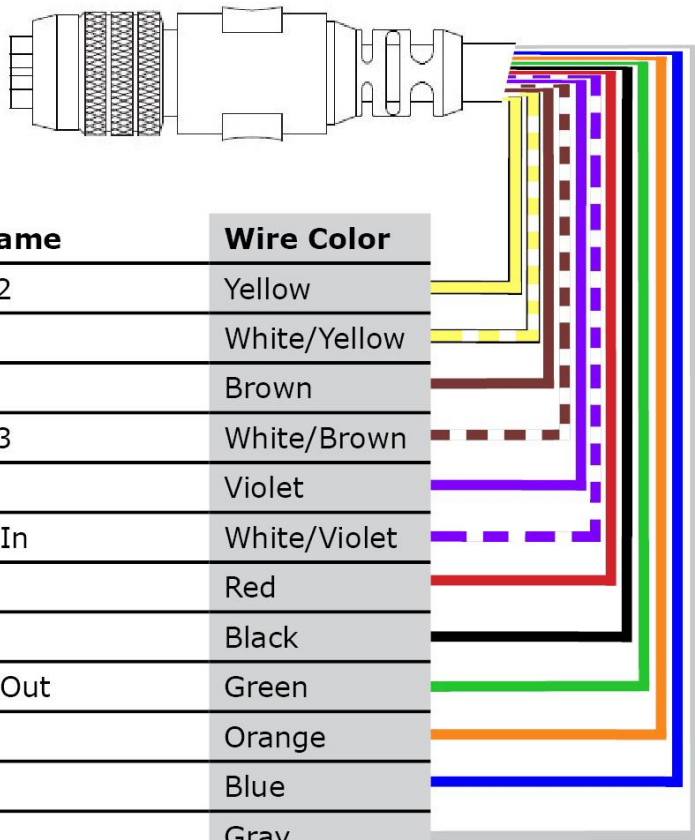 ame Wire Color
2 Yellow
White/Yellow
Brown
3 White/Brown
Violet
In White/Violet
Red
Black
Out Green
Orange
Blue
Gray